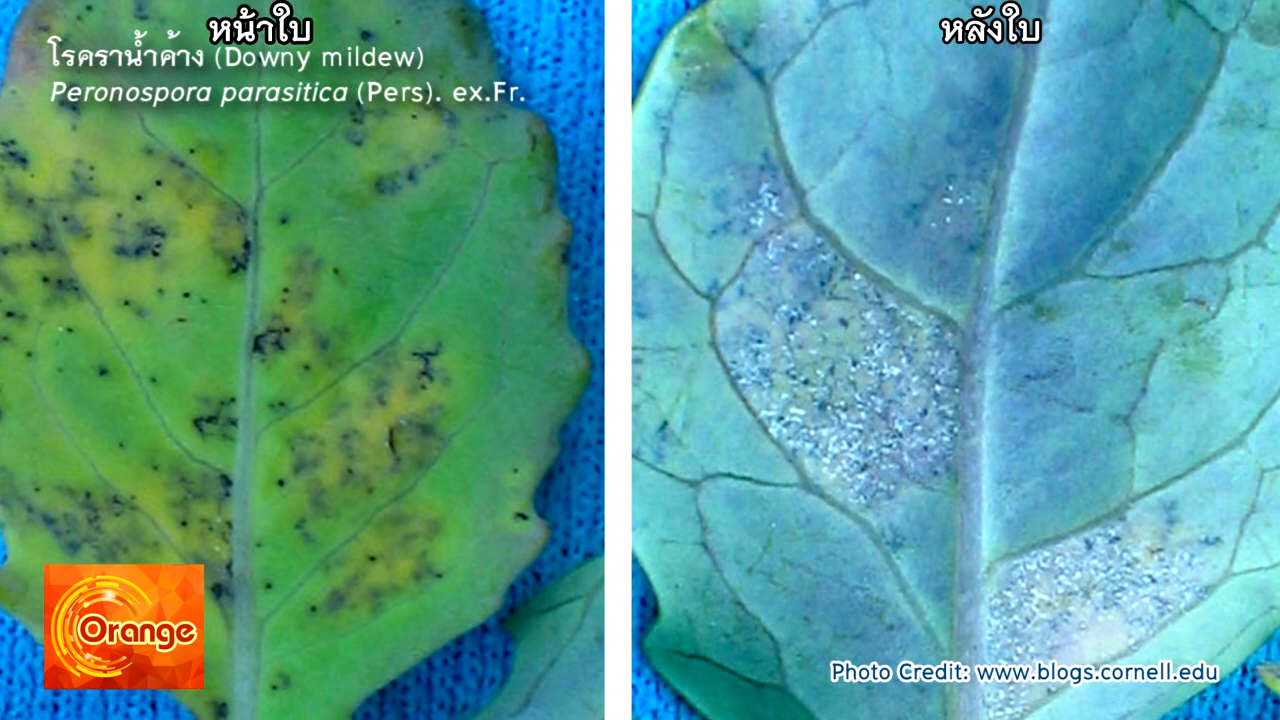 หน้าใบ
โรคราน้ำค้าง (Downy mildew)
Peronospora parasitica (Pers). ex.Fr.
หลังใบ
Orange
Photo Credit: www.blogs.cornell.edu